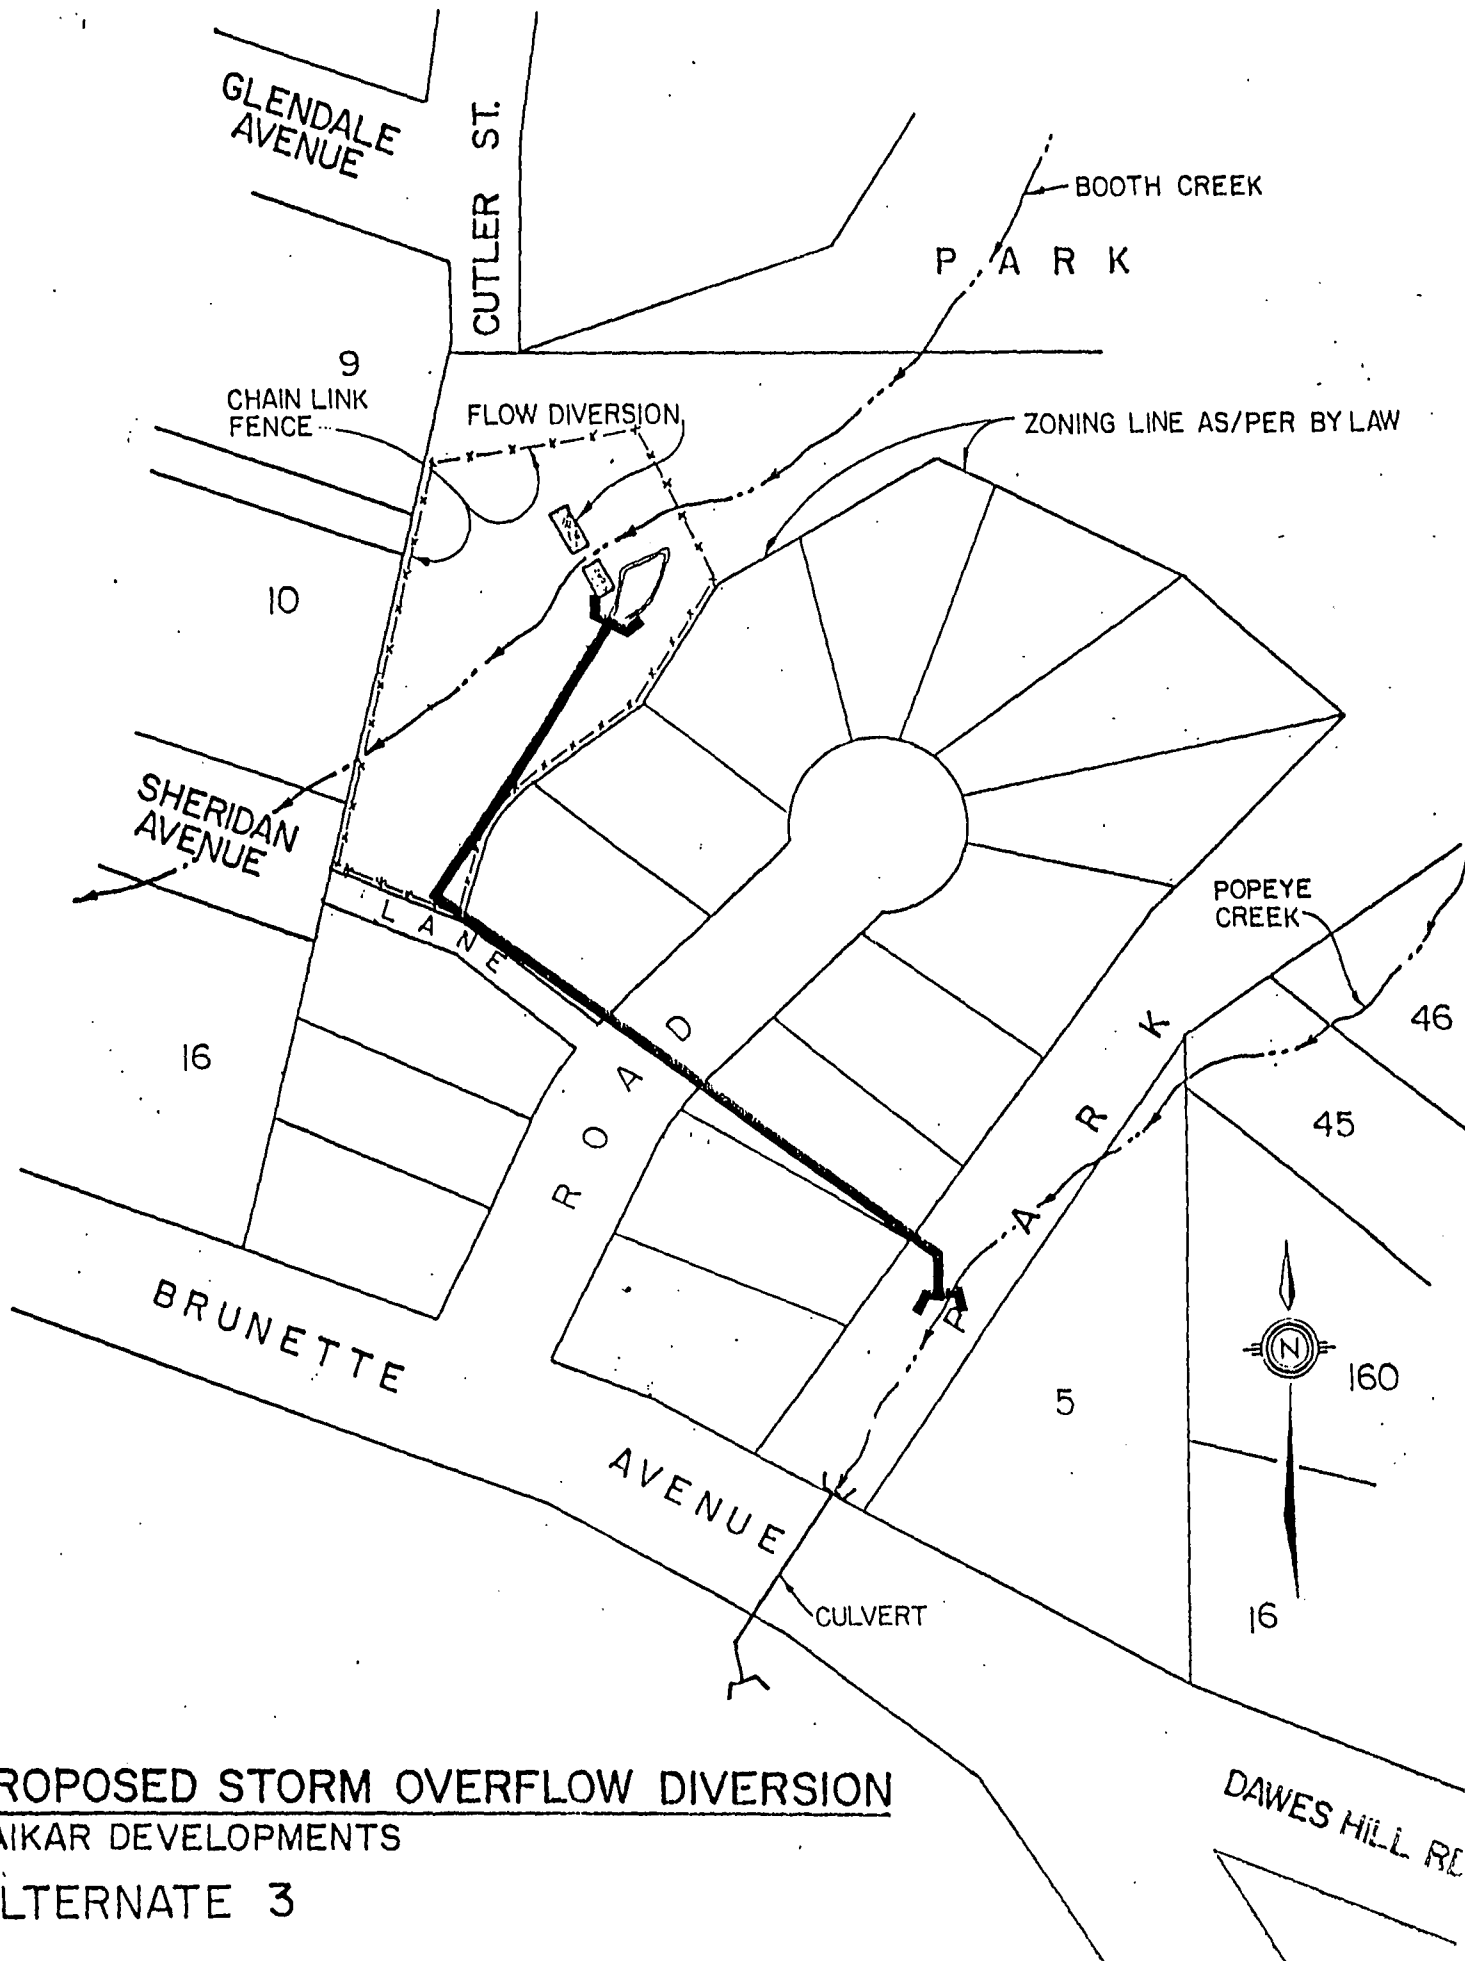 GLENDALE
AVENUE
CUTLER ST.
BOOTH CREEK
PARK
9
CHAIN LINK
FENCE
FLOW DIVERSION
ZONING LINE AS/PER BY LAW
10
SHERIDAN
AVENUE
LANE
POPEYE
CREEK
46
16
ROAD
45
PARK
BRUNETTE
AVENUE
N
160
5
CULVERT
16
ROPOSED STORM OVERFLOW DIVERSION
AIKAR DEVELOPMENTS
LTERNATE 3
DAWES HILL RD